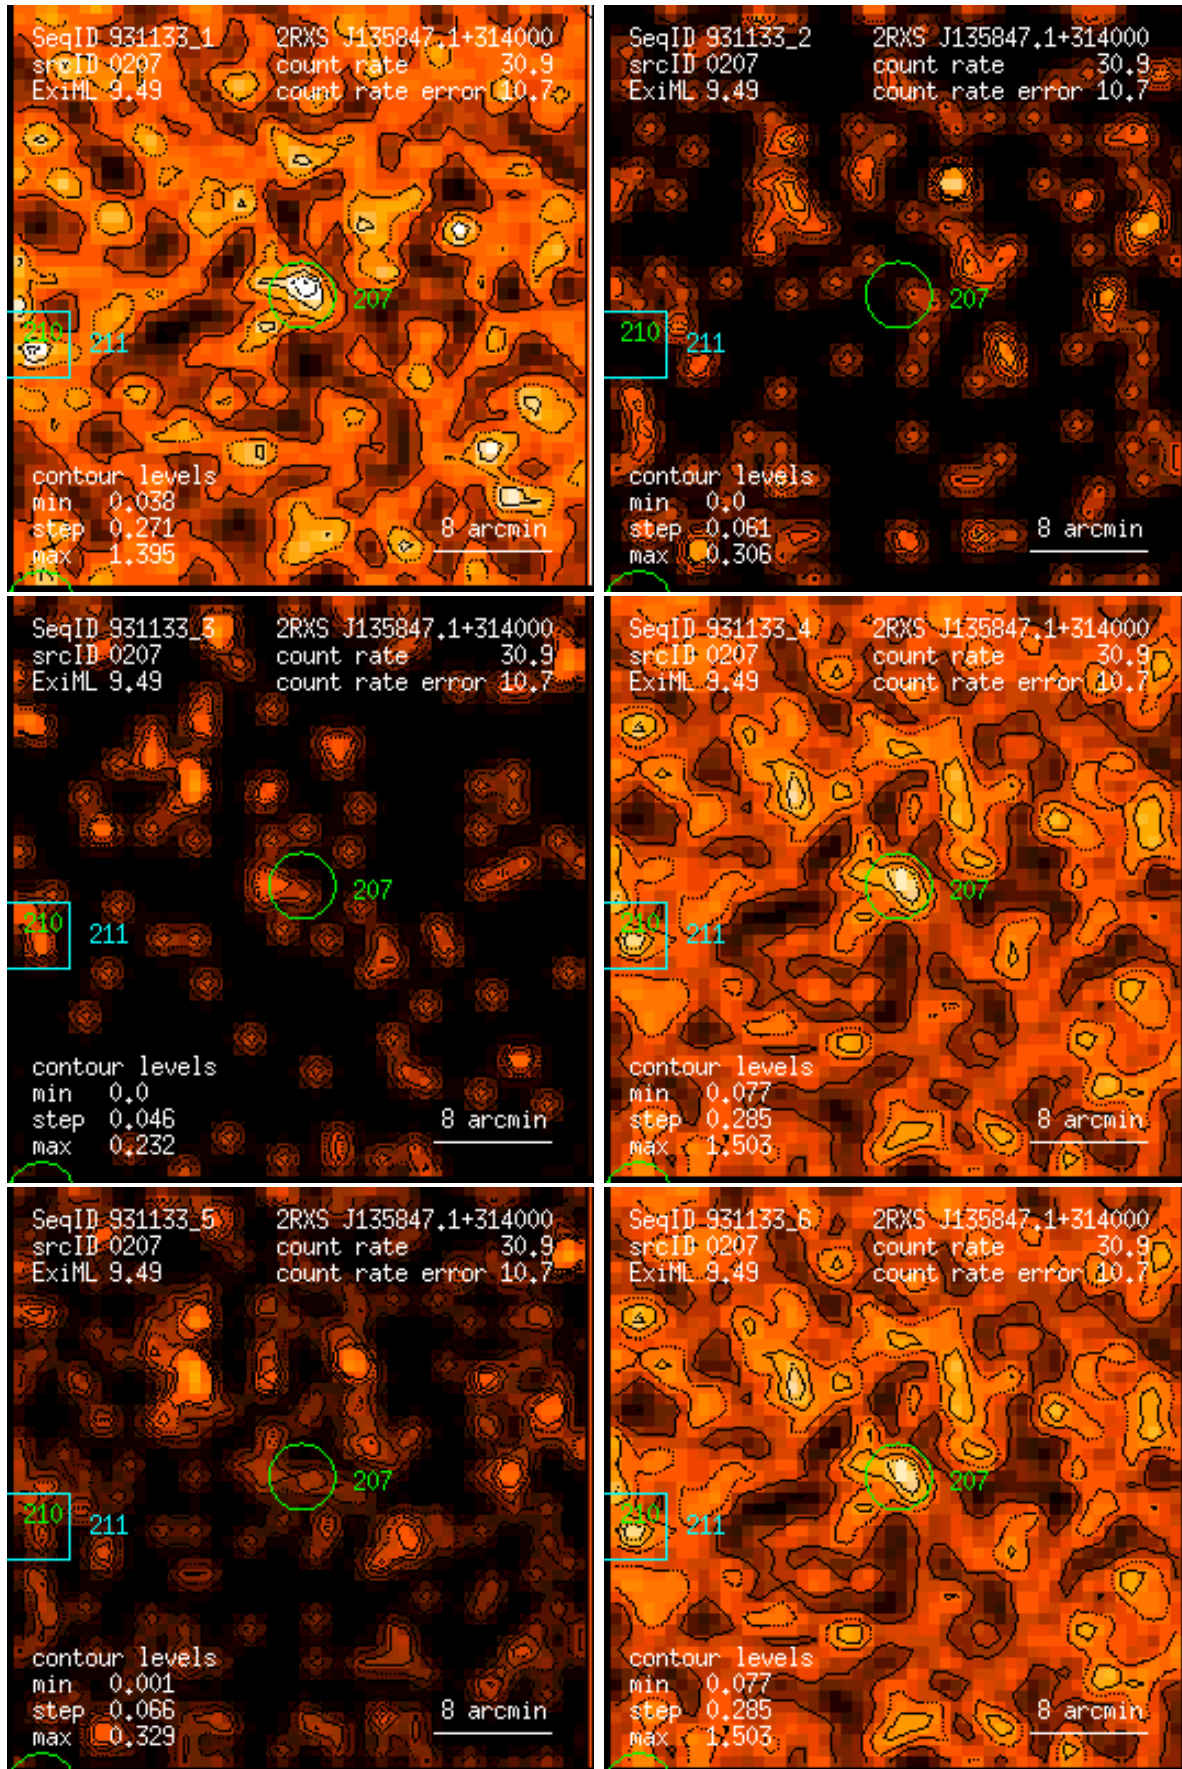 SeqID 931133_1 2RXS J135847.1+314000
srcID 0207 count rate 30.9
ExiML 9.49 count rate error 10.7
207
210
211
contour levels
min 0.038
step 0.271
max 1.395
8 arcmin
SeqID 931133_2 2RXS J135847.1+314000
srcID 0207 count rate 30.9
ExiML 9.49 count rate error 10.7
207
210
211
contour levels
min 0.0
step 0.061
max 0.306
8 arcmin
SeqID 931133_3 2RXS J135847.1+314000
srcID 0207 count rate 30.9
ExiML 9.49 count rate error 10.7
207
210
211
contour levels
min 0.0
step 0.046
max 0.232
8 arcmin
SeqID 931133_4 2RXS J135847.1+314000
srcID 0207 count rate 30.9
ExiML 9.49 count rate error 10.7
207
210
211
contour levels
min 0.077
step 0.285
max 1.503
8 arcmin
SeqID 931133_5 2RXS J135847.1+314000
srcID 0207 count rate 30.9
ExiML 9.49 count rate error 10.7
207
210
211
contour levels
min 0.001
step 0.066
max 0.329
8 arcmin
SeqID 931133_6 2RXS J135847.1+314000
srcID 0207 count rate 30.9
ExiML 9.49 count rate error 10.7
207
210
211
contour levels
min 0.077
step 0.285
max 1.503
8 arcmin